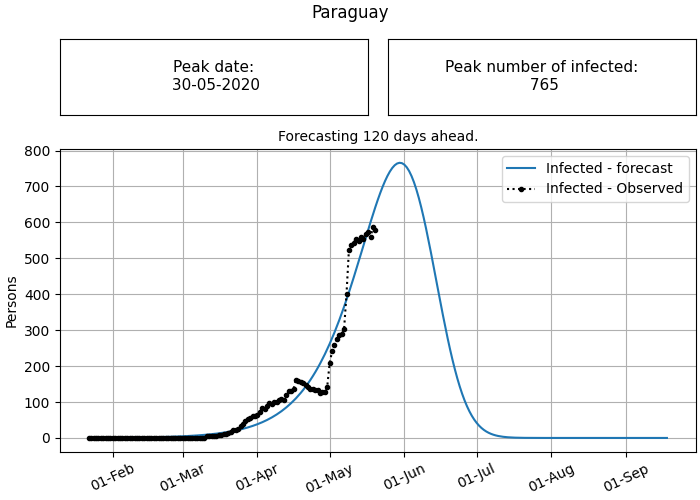 Paraguay
Peak date:
30-05-2020
Peak number of infected:
765
Forecasting 120 days ahead.
Infected - forecast
Infected - Observed
Persons
800
700
600
500
400
300
200
100
0
01-Feb
01-Mar
01-Apr
01-May
01-Jun
01-Jul
01-Aug
01-Sep